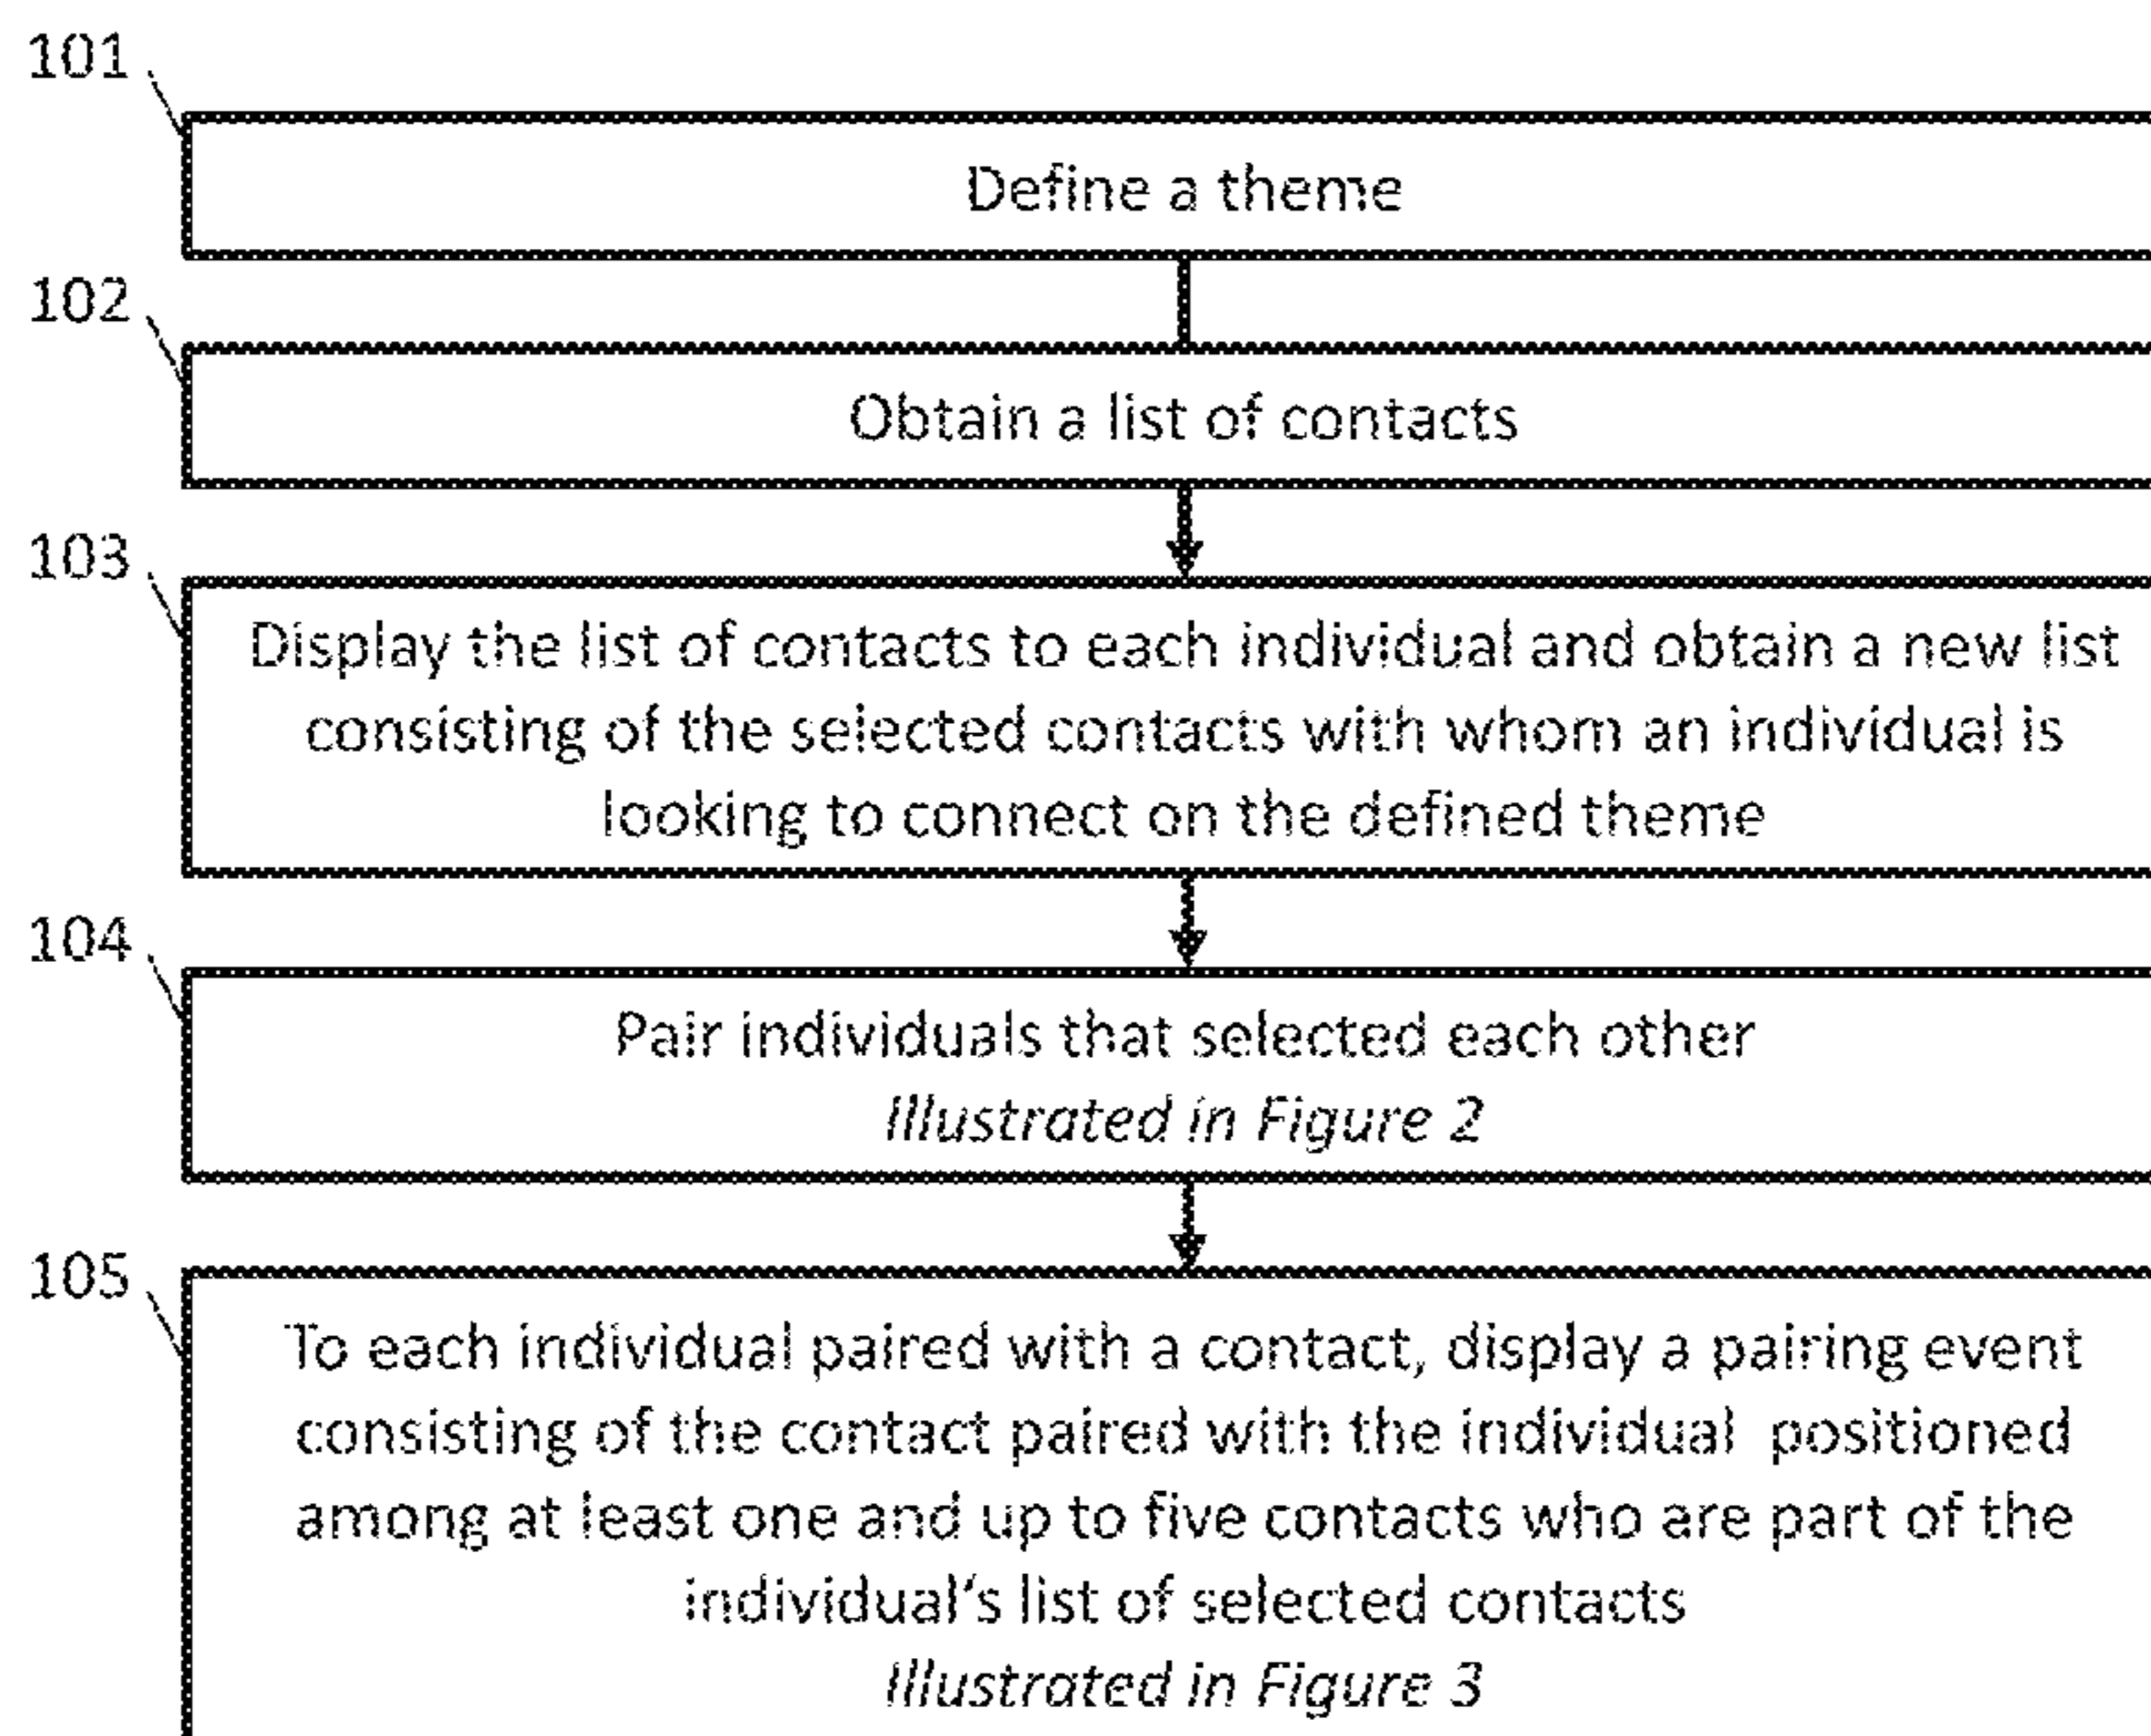 101
Define a theme
102
Obtain a list of contacts
103
Display the list of contacts to each individual and obtain a new list
consisting of the selected contacts with whom an individual is
looking to connect on the defined theme
104
Pair individuals that selected each other
Illustrated in Figure 2
105
To each individual paired with a contact, display a pairing event
consisting of the contact paired with the individual positioned
among at least one and up to five contacts who are part of the
individual's list of selected contacts
Illustrated in Figure 3